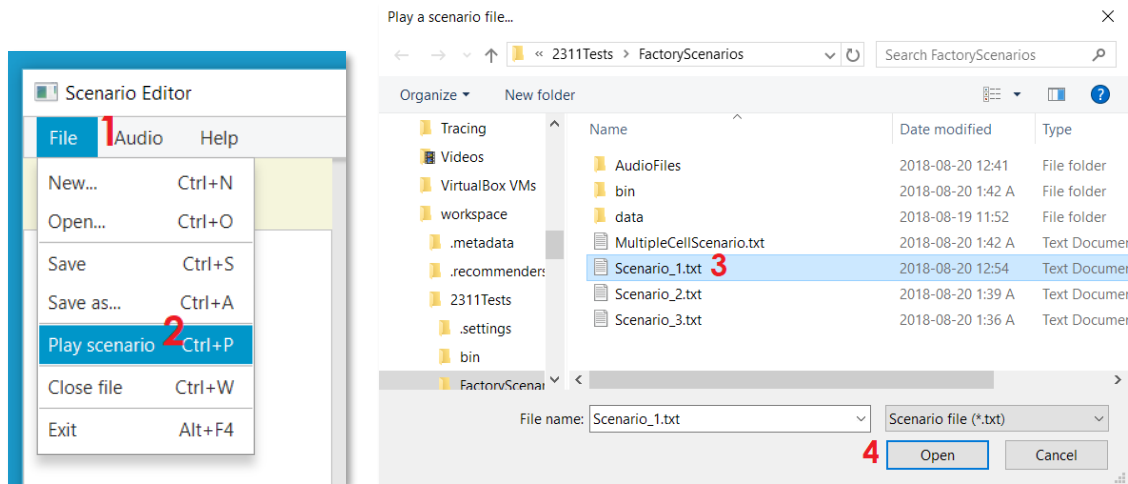 Scenario Editor
File 1 Audio Help
New... Ctrl+N
Open... Ctrl+O
Save Ctrl+S
Save as... Ctrl+A
Play scenario 2 Ctrl+P
Close file Ctrl+W
Exit Alt+F4
Play a scenario file...
« 2311Tests > FactoryScenarios
Search FactoryScenarios
Organize New folder
?
Tracing
Videos
VirtualBox VMs
workspace
.metadata
.recommenders
2311Tests
.settings
bin
FactoryScenar
Name Date modified Type
AudioFiles 2018-08-20 12:41 File folder
bin 2018-08-20 1:42 A File folder
data 2018-08-19 11:52 File folder
MultipleCellScenario.txt 2018-08-20 1:42 A Text Documer
Scenario_1.txt 3 2018-08-20 12:54 Text Documer
Scenario_2.txt 2018-08-20 1:39 A Text Documer
Scenario_3.txt 2018-08-20 1:36 A Text Documer
File name: Scenario_1.txt Scenario file (*.txt)
4 Open Cancel